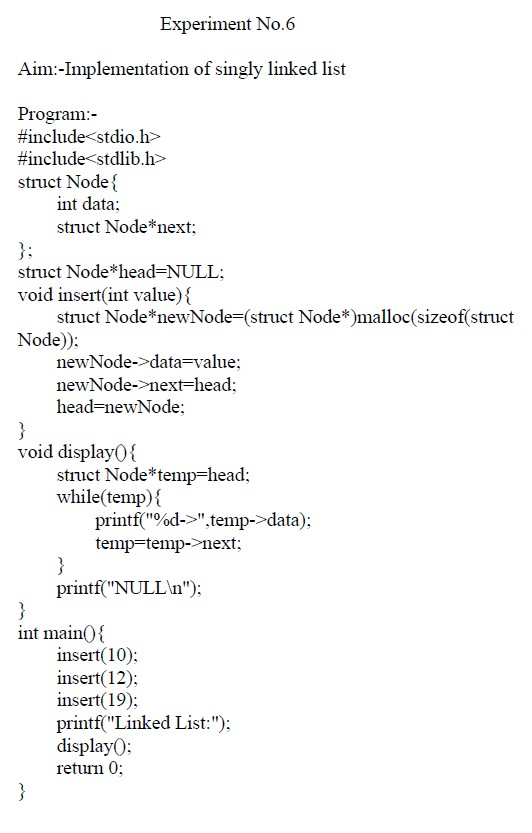 Experiment No.6
Aim:-Implementation of singly linked list
Program:-
#include<stdio.h>
#include<stdlib.h>
struct Node{
int data;
struct Node*next;
};
struct Node*head=NULL;
void insert(int value){
struct Node*newNode=(struct Node*)malloc(sizeof(struct
Node));
newNode->data=value;
newNode->next=head;
head=newNode;
}
void display(){
struct Node*temp=head;
while(temp){
printf("%d->",temp->data);
temp=temp->next;
}
printf("NULL\n");
}
int main(){
insert(10);
insert(12);
insert(19);
printf("Linked List:");
display();
return 0;
}